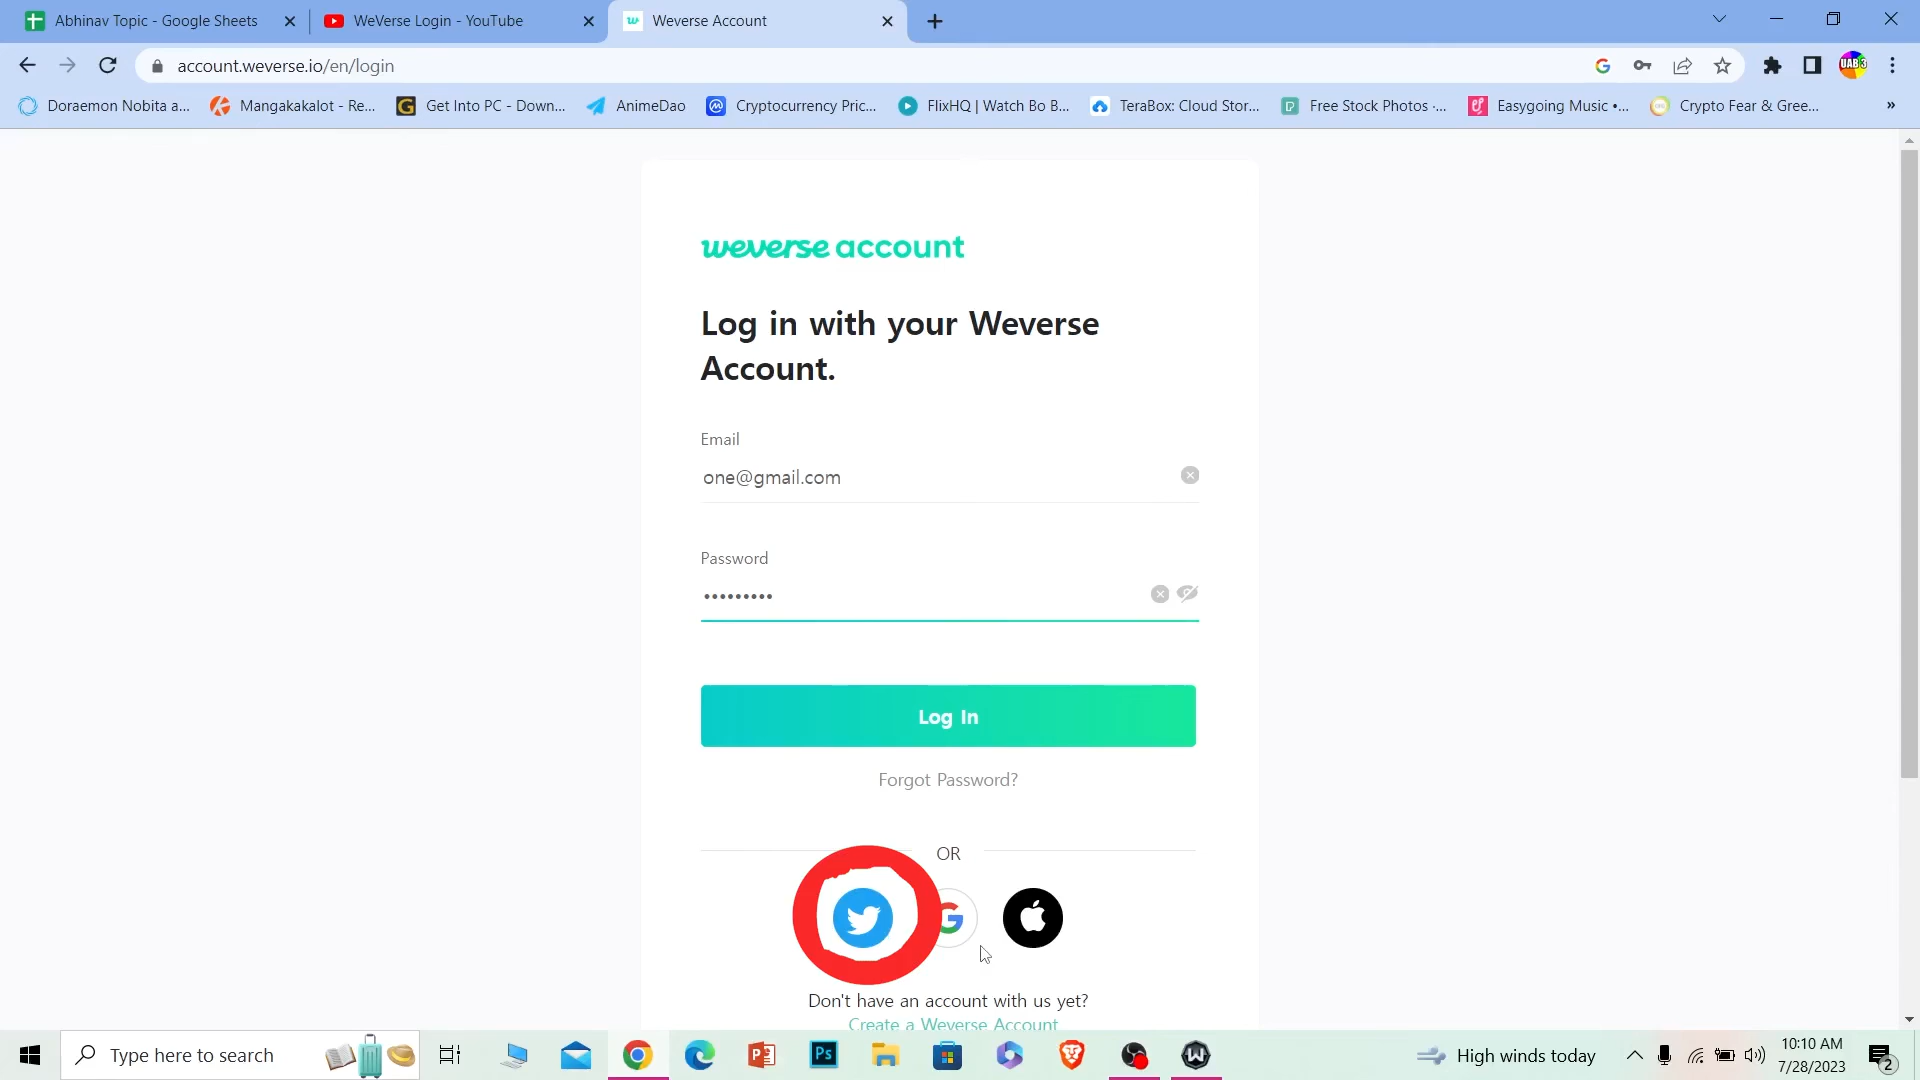 Abhinav Topic - Google Sheets
WeVerse Login - YouTube
Weverse Account
account.weverse.io/en/login
UAB 3
Doraemon Nobita a...
Mangakakalot - Re...
Get Into PC - Down...
AnimeDao
Cryptocurrency Pric...
FlixHQ | Watch Bo B...
TeraBox: Cloud Stor...
Free Stock Photos ·...
Easygoing Music •...
Crypto Fear & Gree...
»
weverse account
Log in with your Weverse
Account.
Email
one@gmail.com
Password
•••••••••
Log In
Forgot Password?
OR
Don't have an account with us yet?
Create a Weverse Account
Type here to search
High winds today
10:10 AM
7/28/2023
2